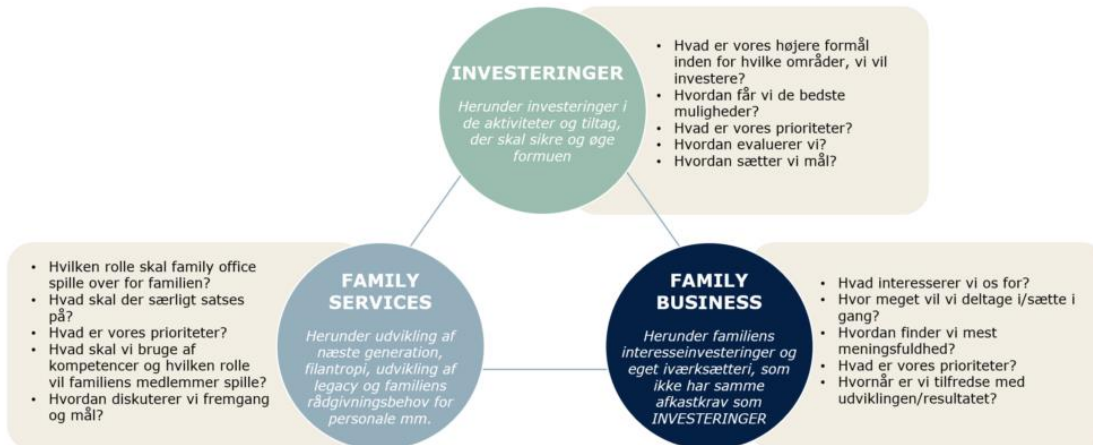 INVESTERINGER
Herunder investeringer i
de aktiviteter og tiltag,
der skal sikre og øge
formuen
• Hvad er vores højere formål
inden for hvilke områder, vi vil
investere?
• Hvordan får vi de bedste
muligheder?
• Hvad er vores prioriteter?
• Hvordan evaluerer vi?
• Hvordan sætter vi mål?
• Hvilken rolle skal family office
spille over for familien?
• Hvad skal der særligt satses
på?
• Hvad er vores prioriteter?
• Hvad skal vi bruge af
kompetencer og hvilken rolle
vil familiens medlemmer spille?
• Hvordan diskuterer vi fremgang
og mål?
FAMILY
SERVICES
Herunder udvikling af
næste generation,
filantropi, udvikling af
legacy og familiens
rådgivningsbehov for
personale mm.
FAMILY
BUSINESS
Herunder familiens
interesseinvesteringer og
eget iværksætteri, som
ikke har samme
afkastkrav som
INVESTERINGER
• Hvad interesserer vi os for?
• Hvor meget vil vi deltage i/sætte i
gang?
• Hvordan finder vi mest
meningsfuldhed?
• Hvad er vores prioriteter?
• Hvornår er vi tilfredse med
udviklingen/resultatet?